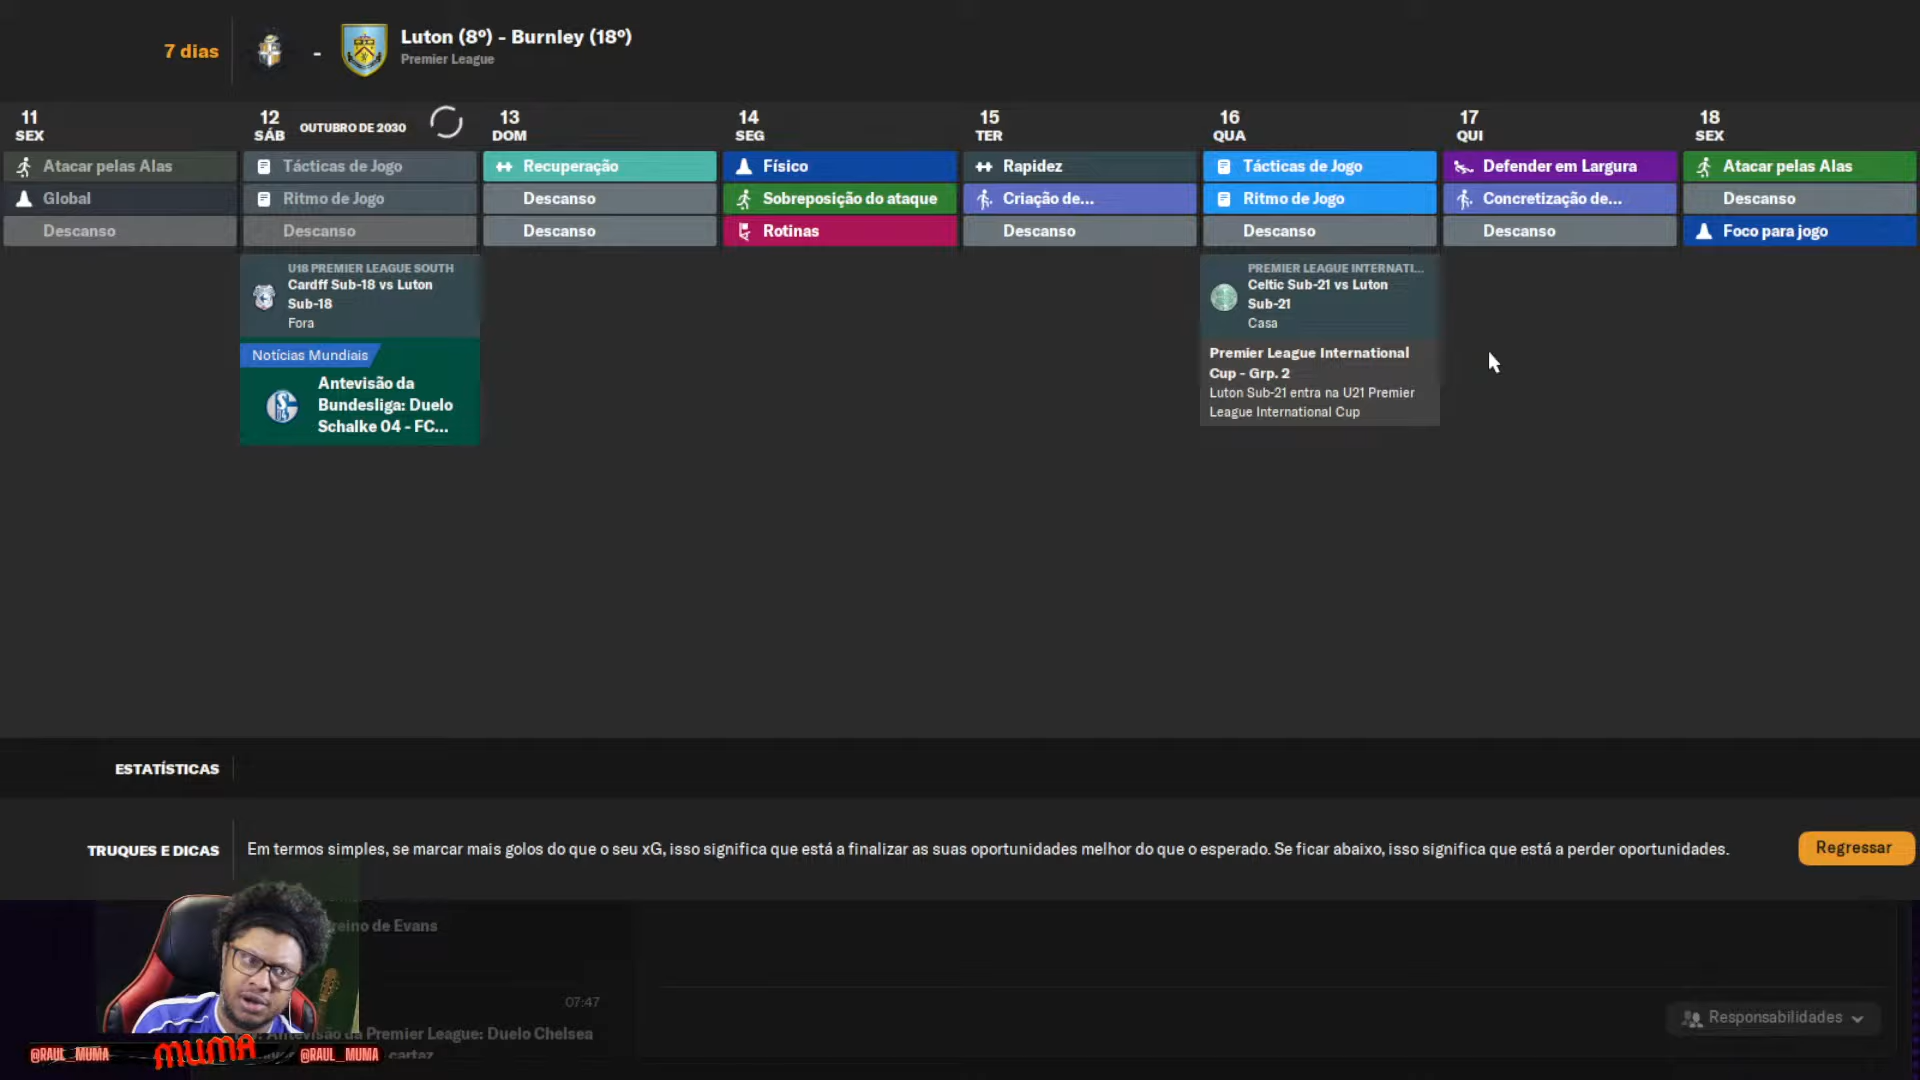 7 dias
-
Luton (8º) - Burnley (18º)
Premier League
11
SEX
12
SÁB
OUTUBRO DE 2030
13
DOM
14
SEG
15
TER
16
QUA
17
QUI
18
SEX
Atacar pelas Alas
Tácticas de Jogo
Recuperação
Físico
Rapidez
Tácticas de Jogo
Defender em Largura
Atacar pelas Alas
Global
Ritmo de Jogo
Descanso
Sobreposição do ataque
Criação de...
Ritmo de Jogo
Concretização de...
Descanso
Descanso
Descanso
Descanso
Rotinas
Descanso
Descanso
Descanso
Foco para jogo
U18 PREMIER LEAGUE SOUTH
Cardff Sub-18 vs Luton
Sub-18
Fora
Notícias Mundiais
Antevisão da
Bundesliga: Duelo
Schalke 04 - FC...
PREMIER LEAGUE INTERNATI...
Celtic Sub-21 vs Luton
Sub-21
Casa
Premier League International
Cup - Grp. 2
Luton Sub-21 entra na U21 Premier
League International Cup
ESTATÍSTICAS
TRUQUES E DICAS
Em termos simples, se marcar mais golos do que o seu xG, isso significa que está a finalizar as suas oportunidades melhor do que o esperado. Se ficar abaixo, isso significa que está a perder oportunidades.
Regressar
reino de Evans
07:47
Antevisão da Premier League: Duelo Chelsea
cartaz
Responsabilidades
@RAUL_MUMA
MUMA
@RAUL_MUMA